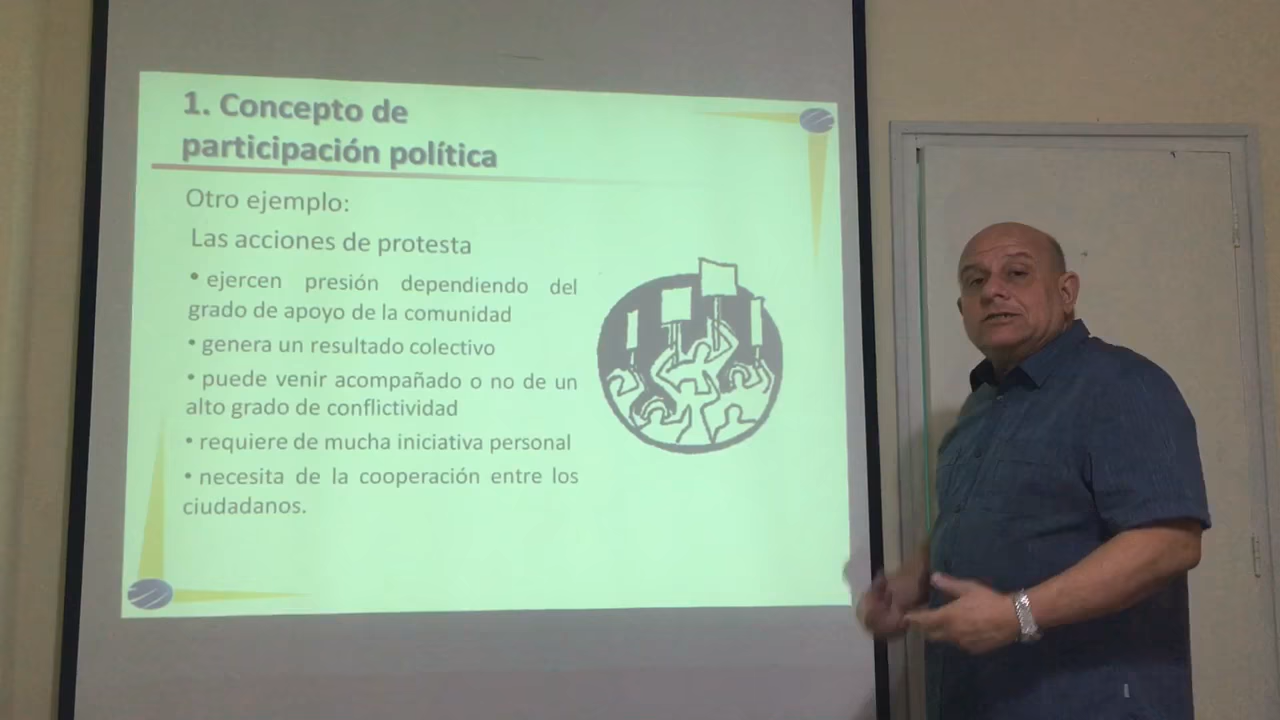 1. Concepto de
participación política
Otro ejemplo:
Las acciones de protesta
• ejercen presión dependiendo del
grado de apoyo de la comunidad
• genera un resultado colectivo
• puede venir acompañado o no de un
alto grado de conflictividad
• requiere de mucha iniciativa personal
• necesita de la cooperación entre los
ciudadanos.